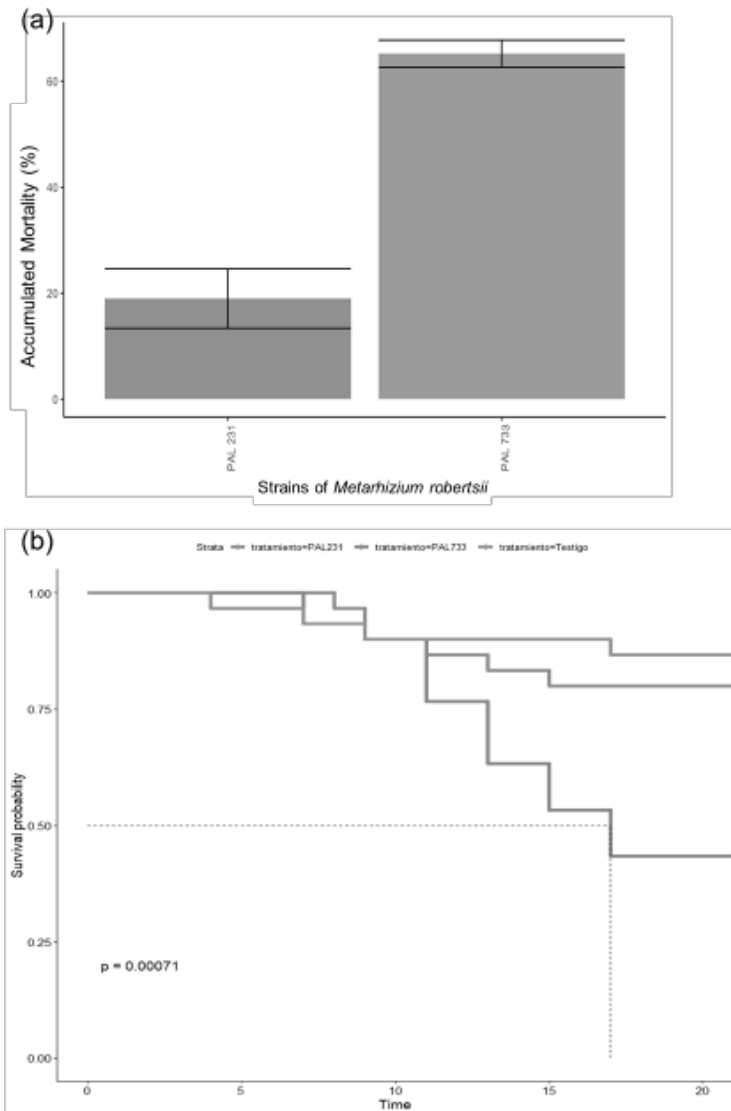 (a)
Accumulated Mortality (%)
60
40
20
0
PAL 231
PAL 733
Strains of Metarhizium robertsii
(b)
Strata tratamiento=PAL231 tratamiento=PAL733 tratamiento=Testigo
Survival probability
1.00
0.75
0.50
0.25
0.00
p = 0.00071
0
5
10
15
20
Time